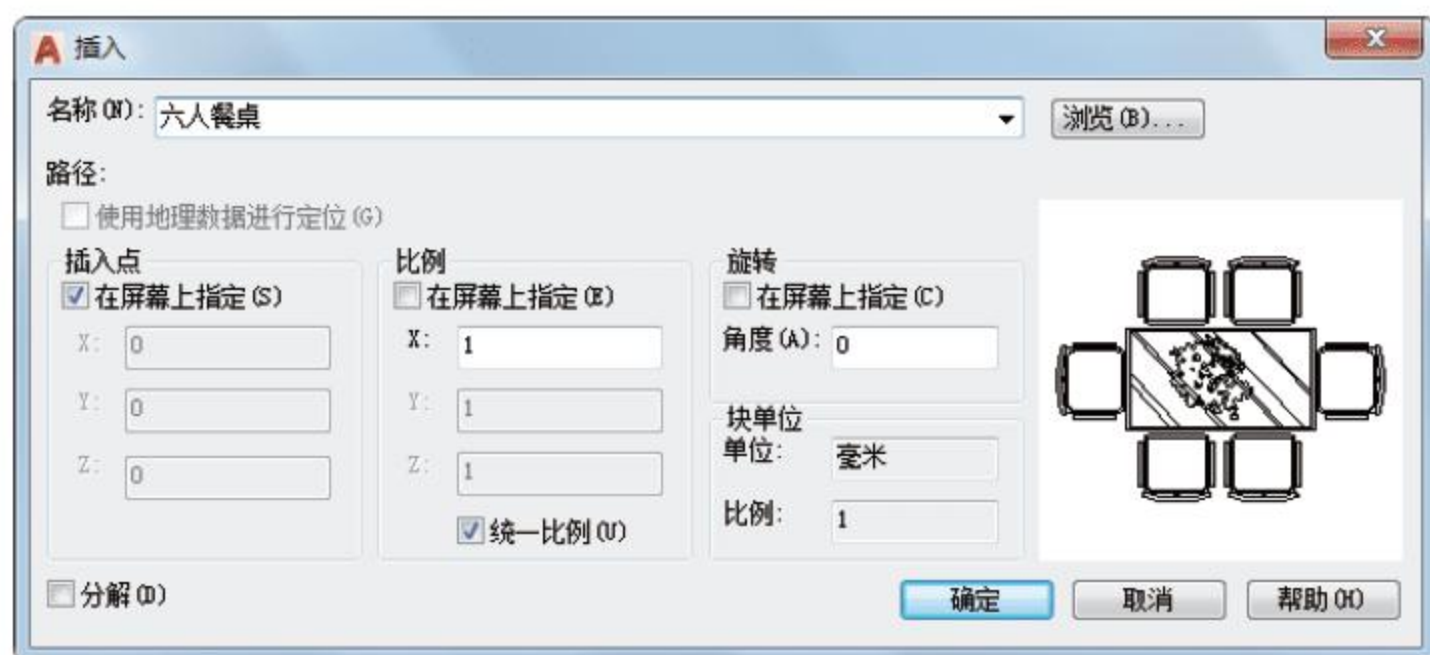 插入
名称(N): 六人餐桌 浏览(B)...
路径:
使用地理数据进行定位(G)
插入点
在屏幕上指定(S)
X: 0
Y: 0
Z: 0
比例
在屏幕上指定(E)
X: 1
Y: 1
Z: 1
统一比例(U)
旋转
在屏幕上指定(C)
角度(A): 0
块单位
单位: 毫米
比例: 1
分解(D)
确定 取消 帮助(H)